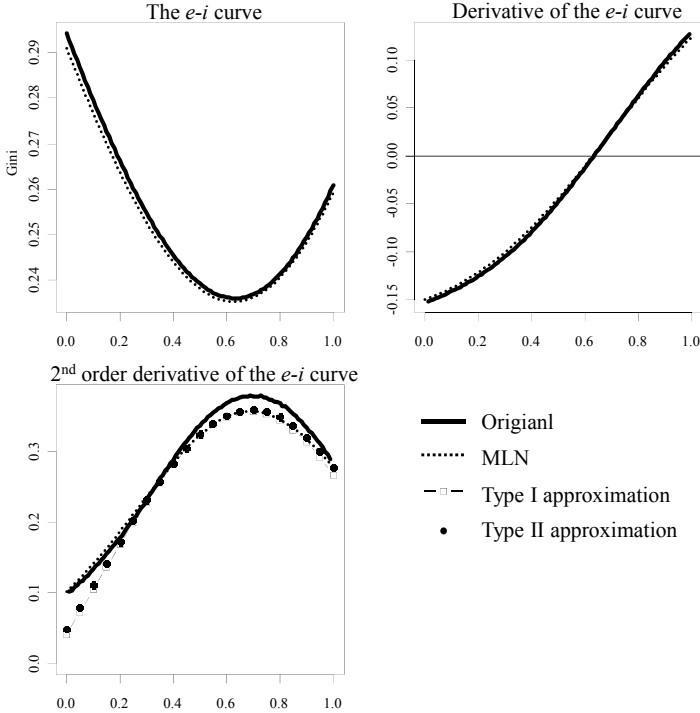 The e-i curve
Derivative of the e-i curve
Gini
0.29
0.28
0.27
0.26
0.25
0.24
0.0 0.2 0.4 0.6 0.8 1.0
0.10
0.05
0.00
-0.05
-0.10
-0.15
0.0 0.2 0.4 0.6 0.8 1.0
2nd order derivative of the e-i curve
0.3
0.2
0.1
0.0
0.0 0.2 0.4 0.6 0.8 1.0
Origianl
MLN
Type I approximation
Type II approximation